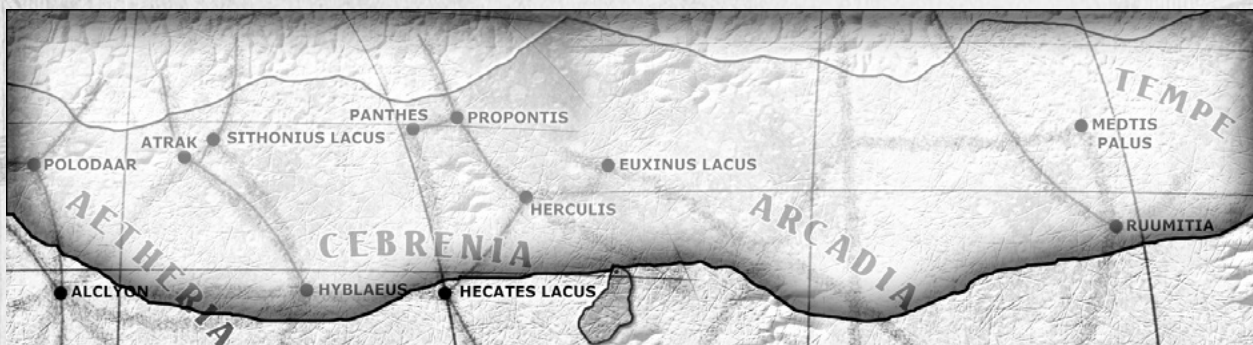 TEMPE
PANTHES
PROPONTIS
MEDTIS
PALUS
ATRAK
SITHONIUS LACUS
POLODAAR
EUXINUS LACUS
HERCULIS
ARCADIA
AETHERIA
CEBRENIA
RUUMITIA
ALCLYON
HYBLAEUS
HECATES LACUS